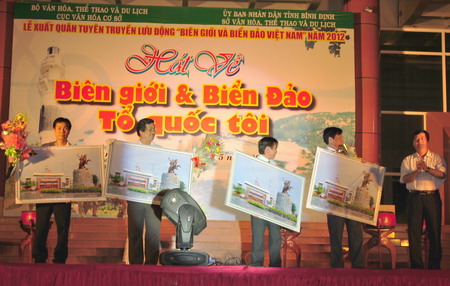 BỘ VĂN HÓA, THỂ THAO VÀ DU LỊCH
CỤC VĂN HÓA CƠ SỞ
ỦY BAN NHÂN DÂN TỈNH BÌNH ĐỊNH
SỞ VĂN HÓA, THỂ THAO VÀ DU LỊCH
LỄ XUẤT QUÂN TUYÊN TRUYỀN LƯU ĐỘNG "BIÊN GIỚI VÀ BIỂN ĐẢO VIỆT NAM", NĂM 2012
Hát Về
Biên giới & Biển Đảo
Tổ quốc tôi